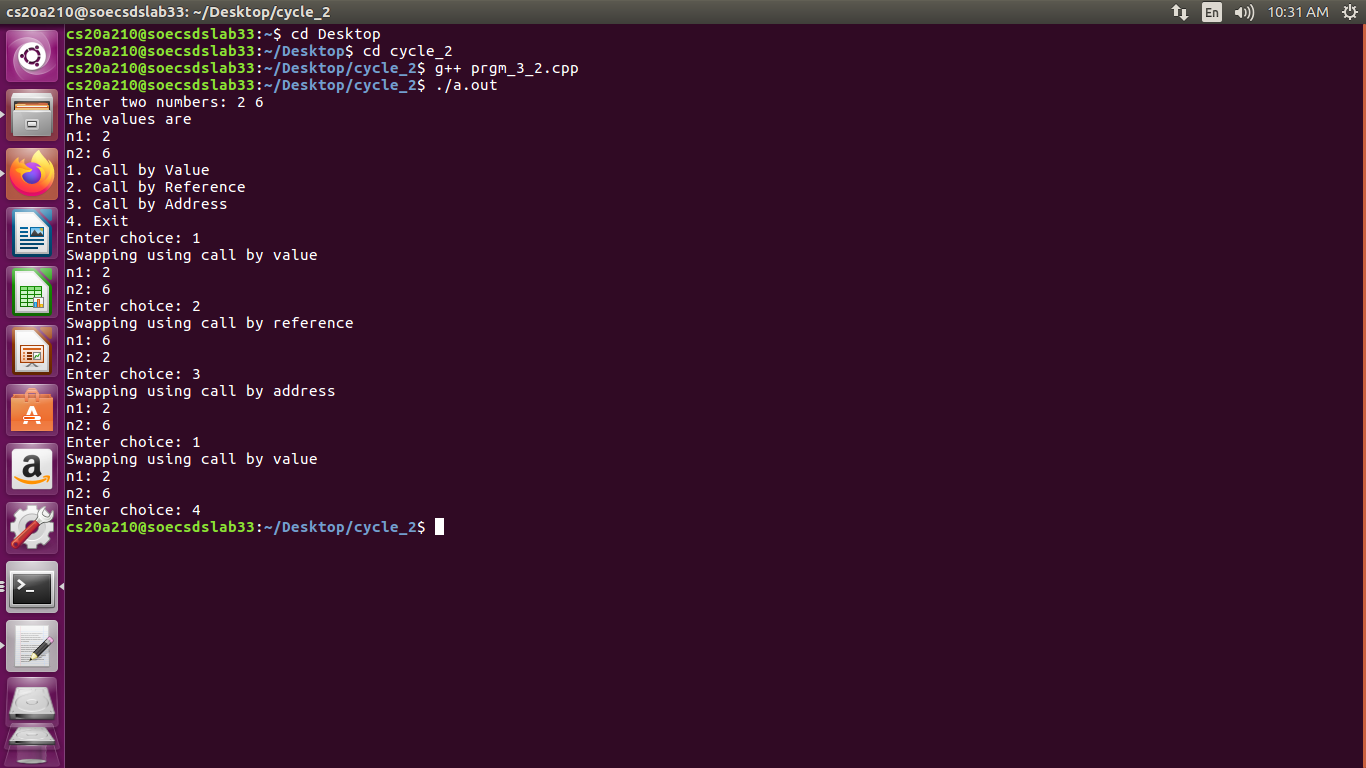 cs20a210@soecsdslab33: ~/Desktop/cycle_2
En
10:31 AM
cs20a210@soecsdslab33:~$ cd Desktop
cs20a210@soecsdslab33:~/Desktop$ cd cycle_2
cs20a210@soecsdslab33:~/Desktop/cycle_2$ g++ prgm_3_2.cpp
cs20a210@soecsdslab33:~/Desktop/cycle_2$ ./a.out
Enter two numbers: 2 6
The values are
n1: 2
n2: 6
1. Call by Value
2. Call by Reference
3. Call by Address
4. Exit
Enter choice: 1
Swapping using call by value
n1: 2
n2: 6
Enter choice: 2
Swapping using call by reference
n1: 6
n2: 2
Enter choice: 3
Swapping using call by address
n1: 2
n2: 6
Enter choice: 1
Swapping using call by value
n1: 2
n2: 6
Enter choice: 4
cs20a210@soecsdslab33:~/Desktop/cycle_2$